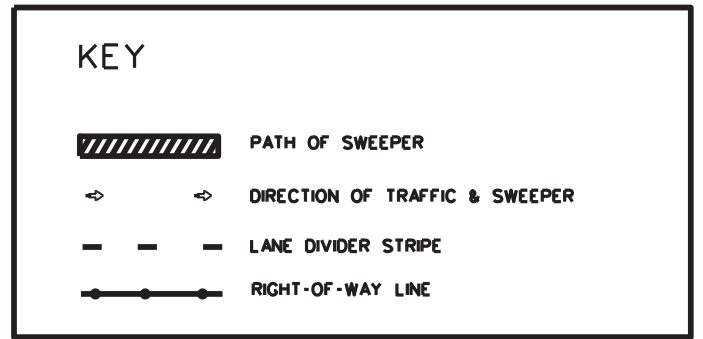 KEY
PATH OF SWEEPER
DIRECTION OF TRAFFIC & SWEEPER
LANE DIVIDER STRIPE
RIGHT-OF-WAY LINE